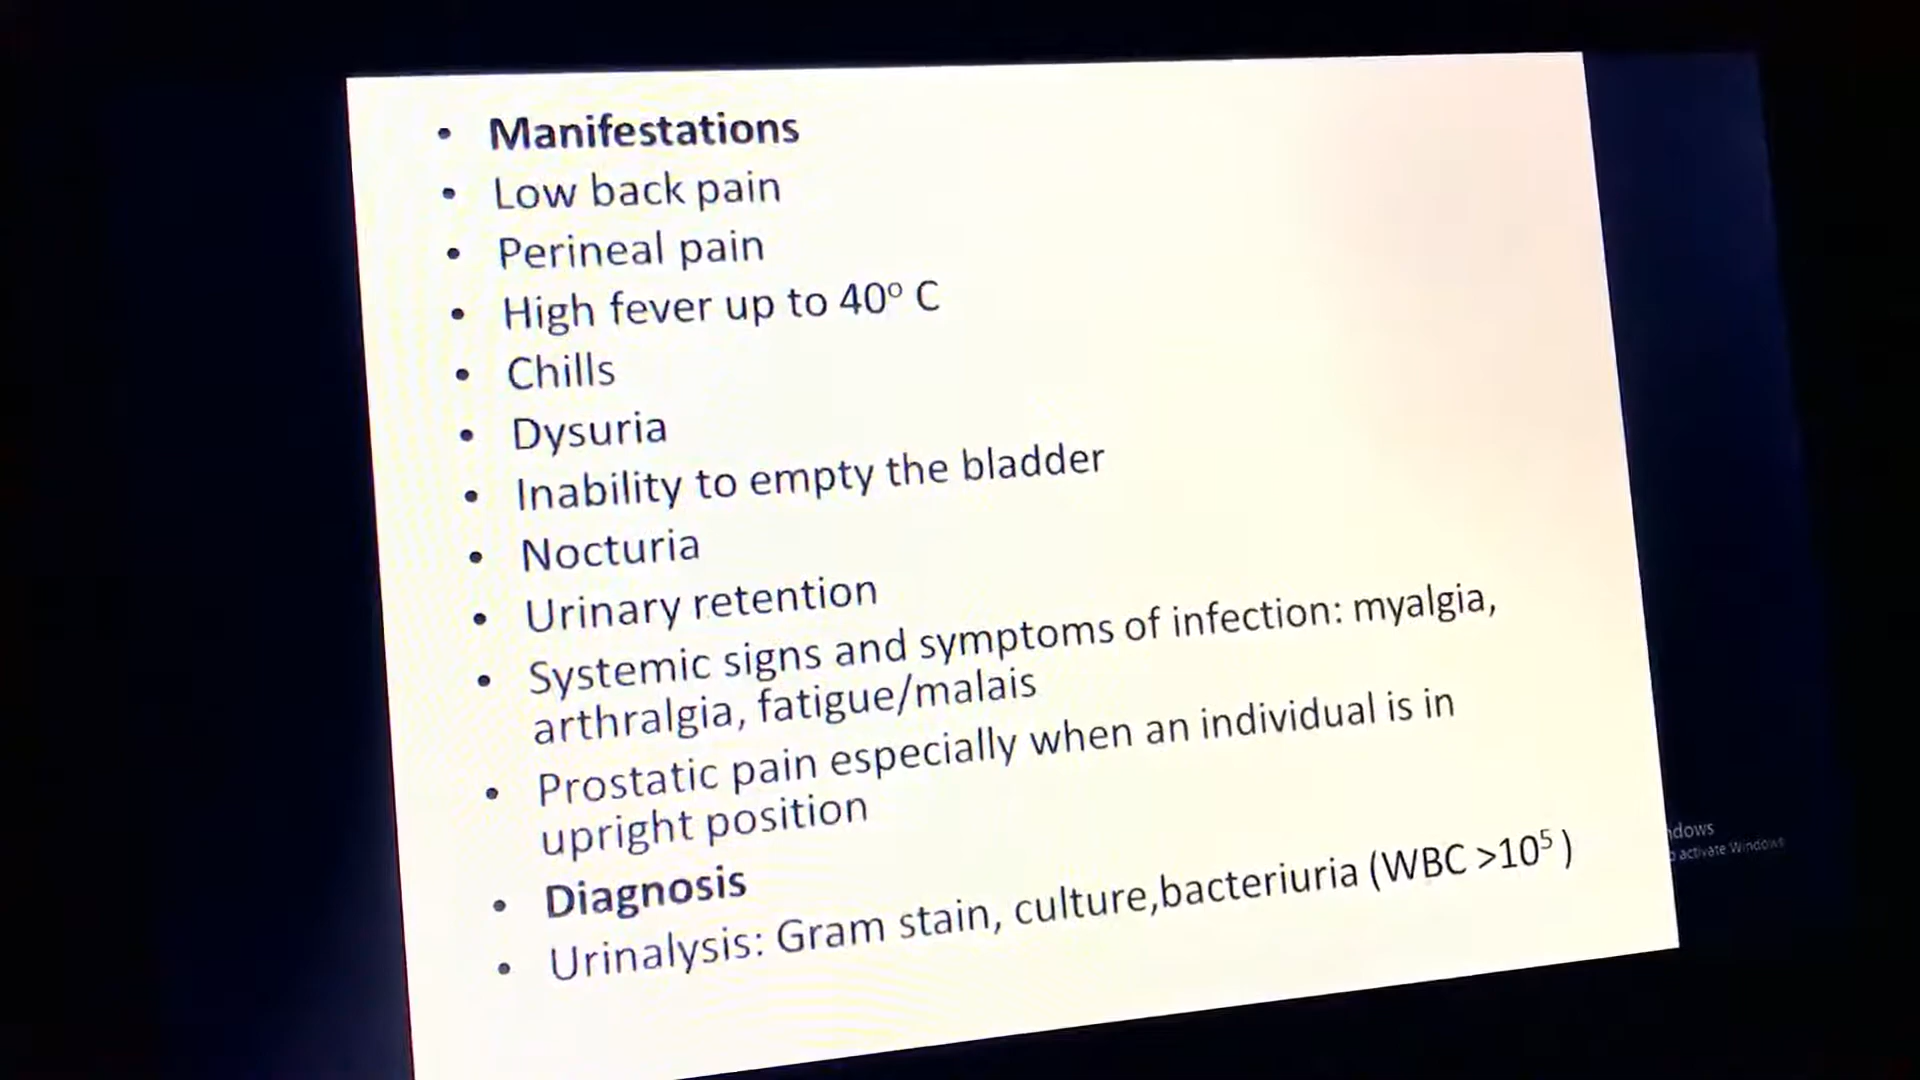 • Manifestations
• Low back pain
• Perineal pain
• High fever up to 40º C
• Chills
• Dysuria
• Inability to empty the bladder
• Nocturia
• Urinary retention
• Systemic signs and symptoms of infection: myalgia,
arthralgia, fatigue/malais
• Prostatic pain especially when an individual is in
upright position
• Diagnosis
• Urinalysis: Gram stain, culture,bacteriuria (WBC >10⁵ )
activate Windows